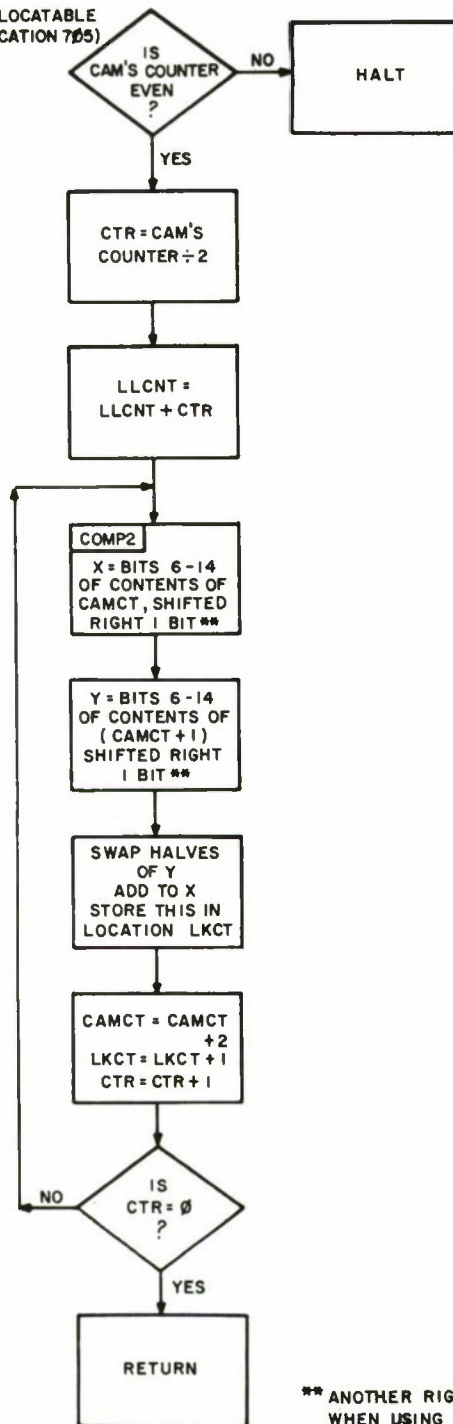 LOCATABLE
CATION 7Ø5)
IS
CAM'S COUNTER
EVEN
?
NO
HALT
YES
CTR = CAM'S
COUNTER ÷ 2
LLCNT =
LLCNT + CTR
COMP2
X = BITS 6-14
OF CONTENTS OF
CAMCT, SHIFTED
RIGHT 1 BIT **
Y = BITS 6-14
OF CONTENTS OF
(CAMCT + 1)
SHIFTED RIGHT
1 BIT **
SWAP HALVES
OF Y
ADD TO X
STORE THIS IN
LOCATION LKCT
CAMCT = CAMCT
+2
LKCT = LKCT + 1
CTR = CTR + 1
IS
CTR = Ø
?
NO
YES
RETURN
** ANOTHER RIG
WHEN USING